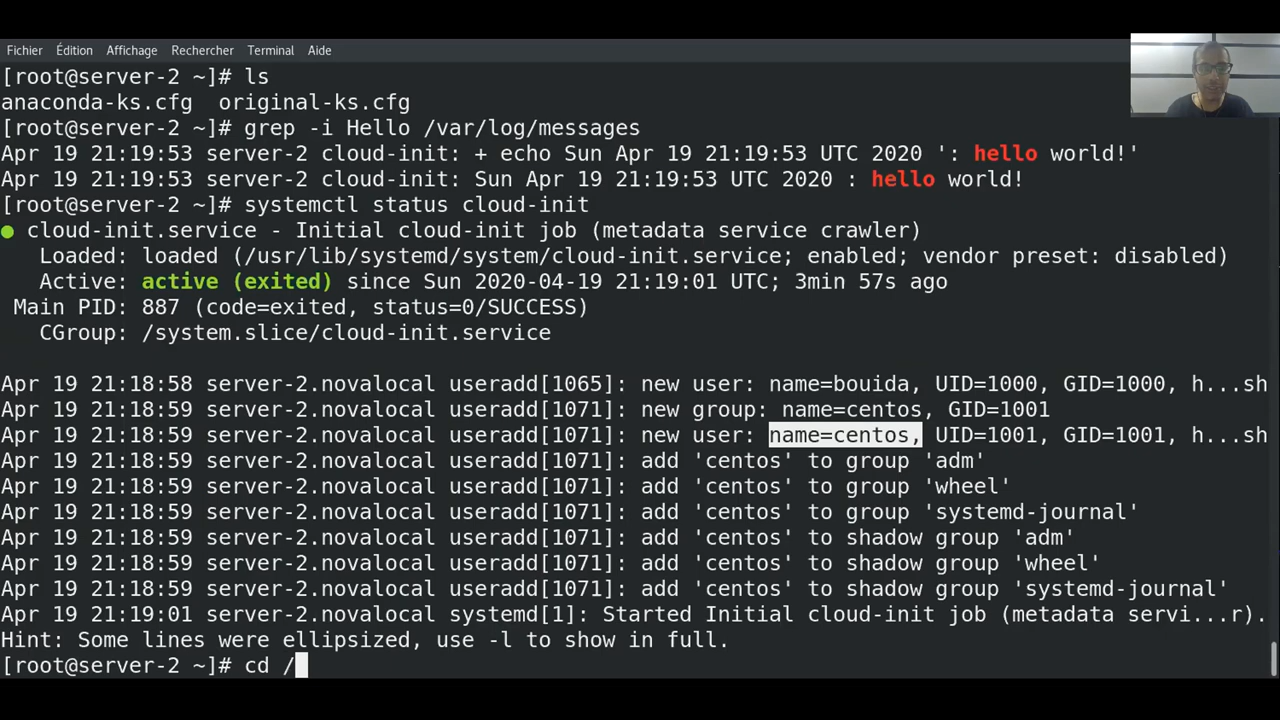 Fichier Édition Affichage Rechercher Terminal Aide
[root@server-2 ~]# ls
anaconda-ks.cfg  original-ks.cfg
[root@server-2 ~]# grep -i Hello /var/log/messages
Apr 19 21:19:53 server-2 cloud-init: + echo Sun Apr 19 21:19:53 UTC 2020 ': hello world!'
Apr 19 21:19:53 server-2 cloud-init: Sun Apr 19 21:19:53 UTC 2020 : hello world!
[root@server-2 ~]# systemctl status cloud-init
● cloud-init.service - Initial cloud-init job (metadata service crawler)
   Loaded: loaded (/usr/lib/systemd/system/cloud-init.service; enabled; vendor preset: disabled)
   Active: active (exited) since Sun 2020-04-19 21:19:01 UTC; 3min 57s ago
 Main PID: 887 (code=exited, status=0/SUCCESS)
   CGroup: /system.slice/cloud-init.service
Apr 19 21:18:58 server-2.novalocal useradd[1065]: new user: name=bouida, UID=1000, GID=1000, h...sh
Apr 19 21:18:59 server-2.novalocal useradd[1071]: new group: name=centos, GID=1001
Apr 19 21:18:59 server-2.novalocal useradd[1071]: new user: name=centos, UID=1001, GID=1001, h...sh
Apr 19 21:18:59 server-2.novalocal useradd[1071]: add 'centos' to group 'adm'
Apr 19 21:18:59 server-2.novalocal useradd[1071]: add 'centos' to group 'wheel'
Apr 19 21:18:59 server-2.novalocal useradd[1071]: add 'centos' to group 'systemd-journal'
Apr 19 21:18:59 server-2.novalocal useradd[1071]: add 'centos' to shadow group 'adm'
Apr 19 21:18:59 server-2.novalocal useradd[1071]: add 'centos' to shadow group 'wheel'
Apr 19 21:18:59 server-2.novalocal useradd[1071]: add 'centos' to shadow group 'systemd-journal'
Apr 19 21:19:01 server-2.novalocal systemd[1]: Started Initial cloud-init job (metadata servi...r).
Hint: Some lines were ellipsized, use -l to show in full.
[root@server-2 ~]# cd /